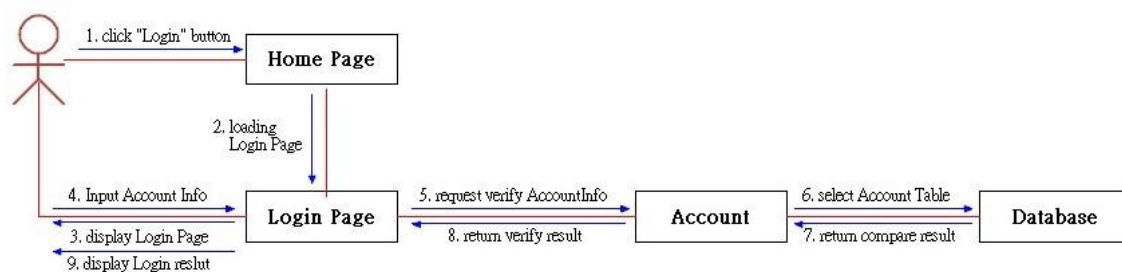 1. click "Login" button
Home Page
2. loading
Login Page
4. Input Account Info
5. request verify AccountInfo
6. select Account Table
Login Page
Account
Database
3. display Login Page
8. return verify result
7. return compare result
9. display Login reslut